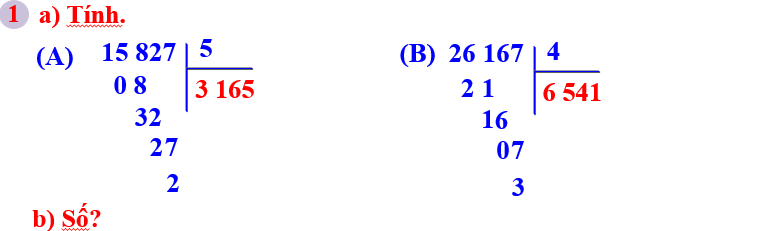 1 a) Tính.
(A) 15 827 5 (B) 26 167 4
0 8 3 165 2 1 6 541
32 16
27 07
2 3
b) Số?